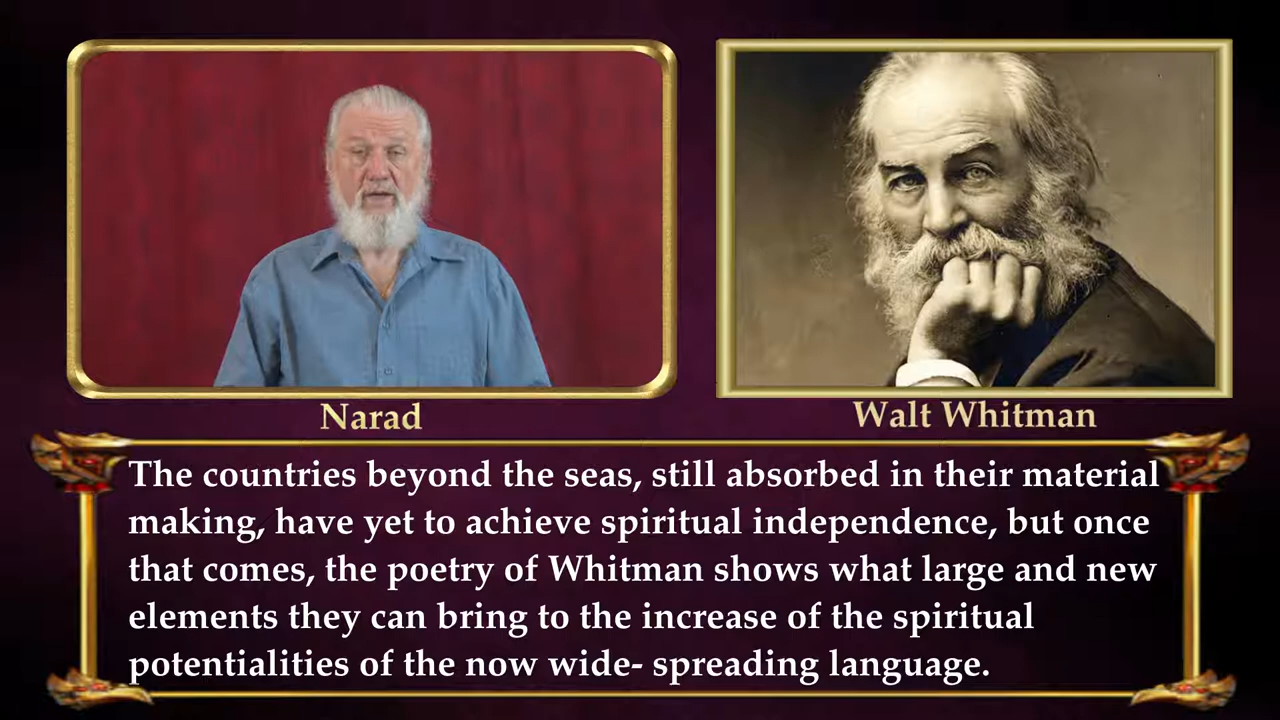 Narad
Walt Whitman
The countries beyond the seas, still absorbed in their material
making, have yet to achieve spiritual independence, but once
that comes, the poetry of Whitman shows what large and new
elements they can bring to the increase of the spiritual
potentialities of the now wide- spreading language.